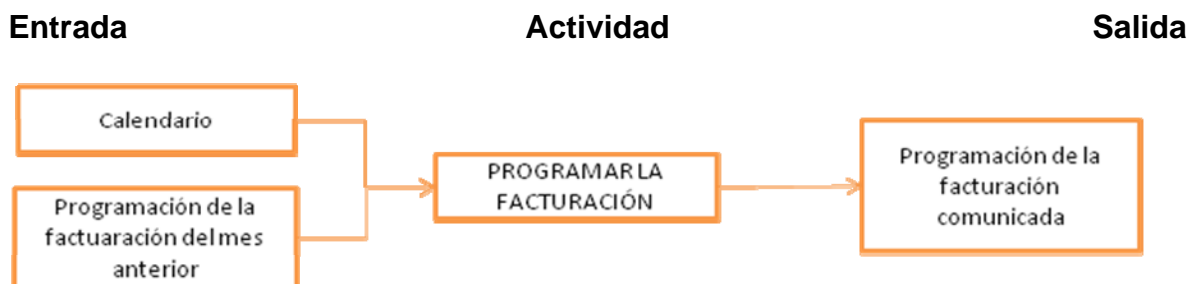 Entrada Actividad Salida
Calendario
Programación de la
factuaración del mes
anterior
PROGRAMAR LA
FACTURACIÓN
Programación de la
facturación
comunicada